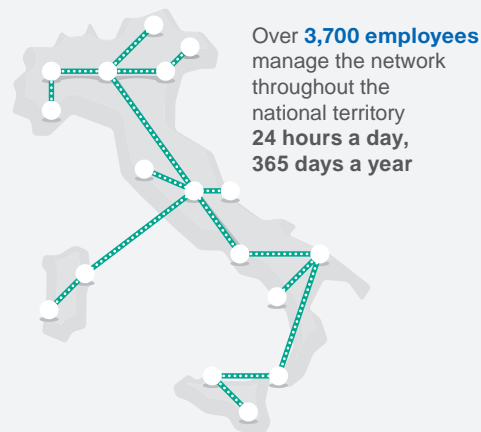 Over 3,700 employees
manage the network
throughout the
national territory
24 hours a day,
365 days a year